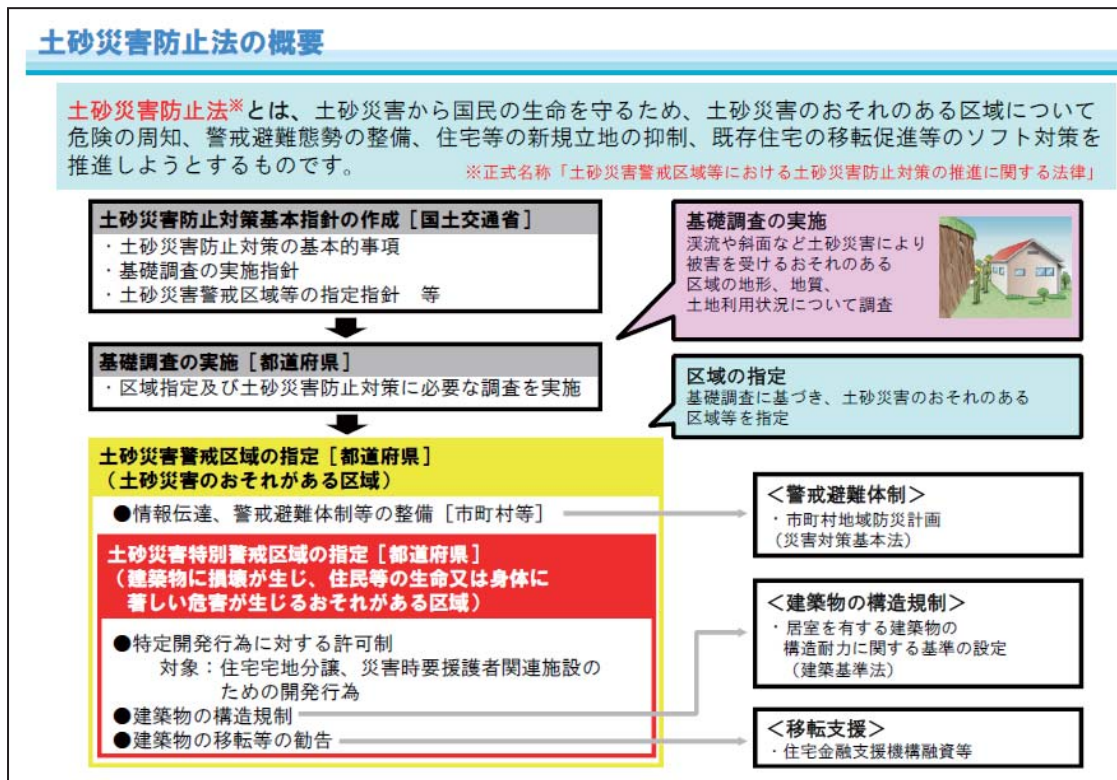 土砂災害防止法の概要
土砂災害防止法※とは、土砂災害から国民の生命を守るため、土砂災害のおそれのある区域について
危険の周知、警戒避難態勢の整備、住宅等の新規立地の抑制、既存住宅の移転促進等のソフト対策を
推進しようとするものです。
※正式名称「土砂災害警戒区域等における土砂災害防止対策の推進に関する法律」
土砂災害防止対策基本指針の作成［国土交通省］
・土砂災害防止対策の基本的事項
・基礎調査の実施指針
・土砂災害警戒区域等の指定指針　等
基礎調査の実施
渓流や斜面など土砂災害により
被害を受けるおそれのある
区域の地形、地質、
土地利用状況について調査
基礎調査の実施［都道府県］
・区域指定及び土砂災害防止対策に必要な調査を実施
区域の指定
基礎調査に基づき、土砂災害のおそれのある
区域等を指定
土砂災害警戒区域の指定［都道府県］
（土砂災害のおそれがある区域）
●情報伝達、警戒避難体制等の整備［市町村等］
＜警戒避難体制＞
・市町村地域防災計画
（災害対策基本法）
土砂災害特別警戒区域の指定［都道府県］
（建築物に損壊が生じ、住民等の生命又は身体に
著しい危害が生じるおそれがある区域）
●特定開発行為に対する許可制
対象：住宅宅地分譲、災害時要援護者関連施設の
ための開発行為
●建築物の構造規制
●建築物の移転等の勧告
＜建築物の構造規制＞
・居室を有する建築物の
構造耐力に関する基準の設定
（建築基準法）
＜移転支援＞
・住宅金融支援機構融資等